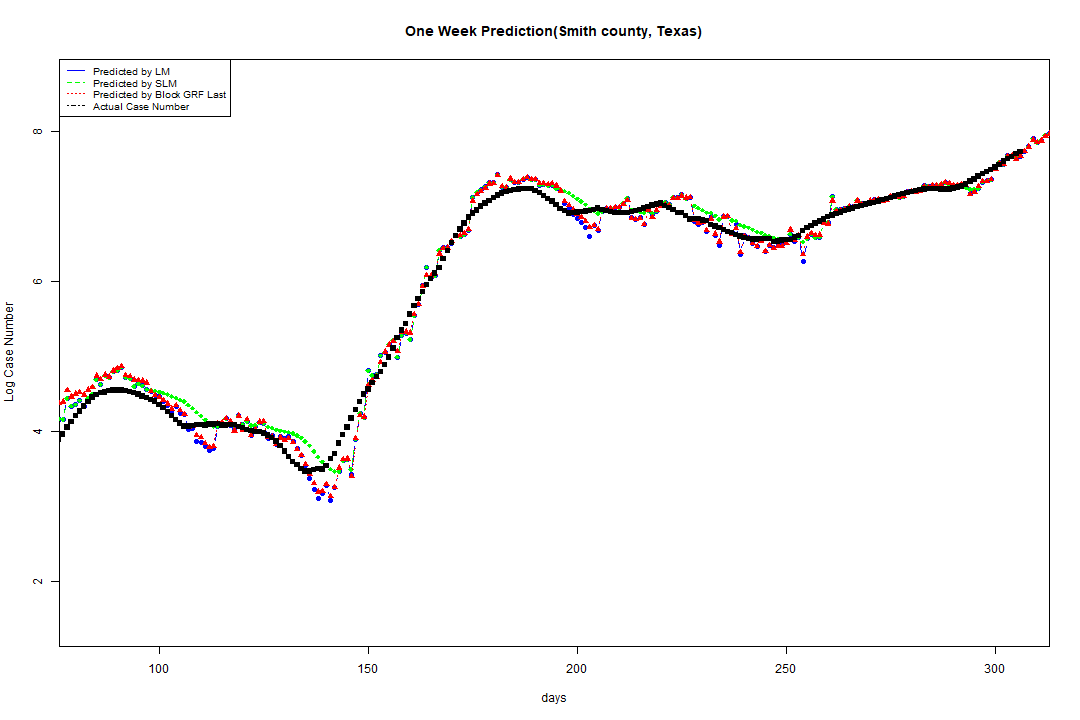 One Week Prediction(Smith county, Texas)
Predicted by LM
Predicted by SLM
Predicted by Block GRF Last
Actual Case Number
8
6
4
2
Log Case Number
100 150 200 250 300
days